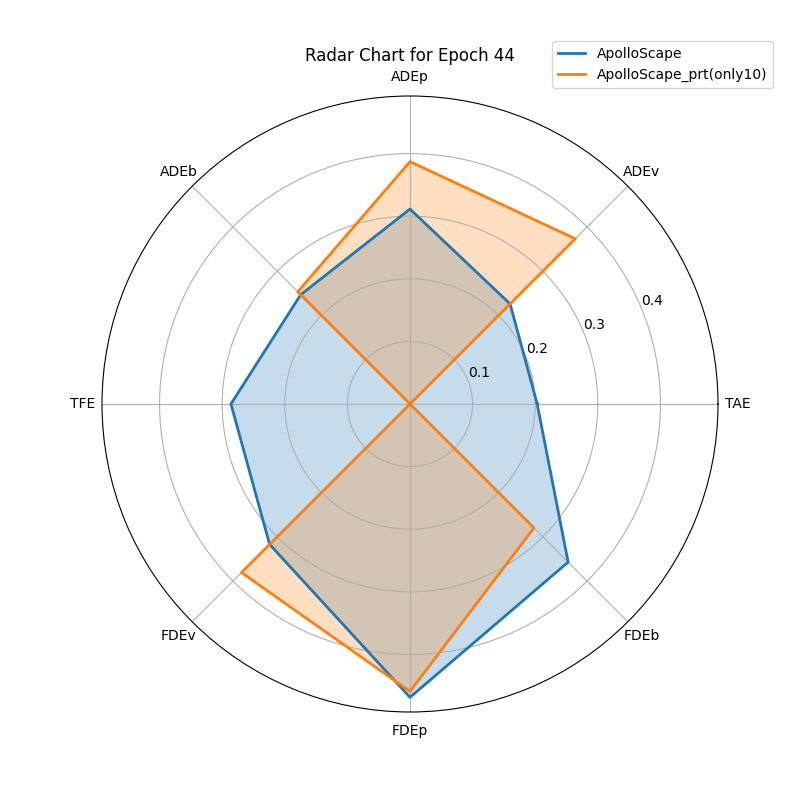 Radar Chart for Epoch 44
ApolloScape
ApolloScape_prt(only10)
ADEp
ADEb
ADEv
0.4
0.3
0.2
0.1
TFE
TAE
FDEv
FDEb
FDEp